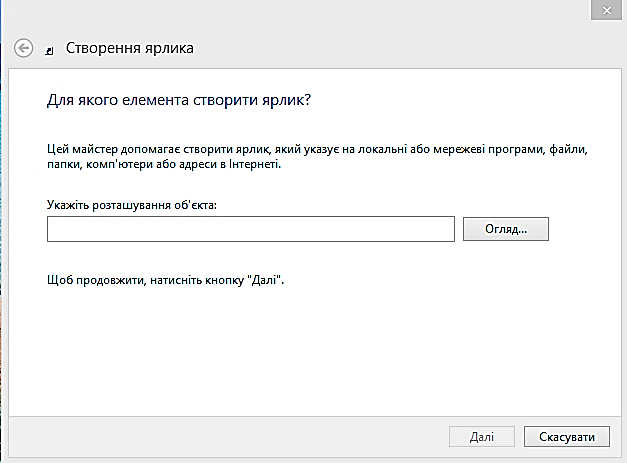 Створення ярлика
Для якого елемента створити ярлик?
Цей майстер допомагає створити ярлик, який указує на локальні або мережеві програми, файли,
папки, комп'ютери або адреси в Інтернеті.
Укажіть розташування об'єкта:
Огляд...
Щоб продовжити, натисніть кнопку "Далі".
Далі
Скасувати